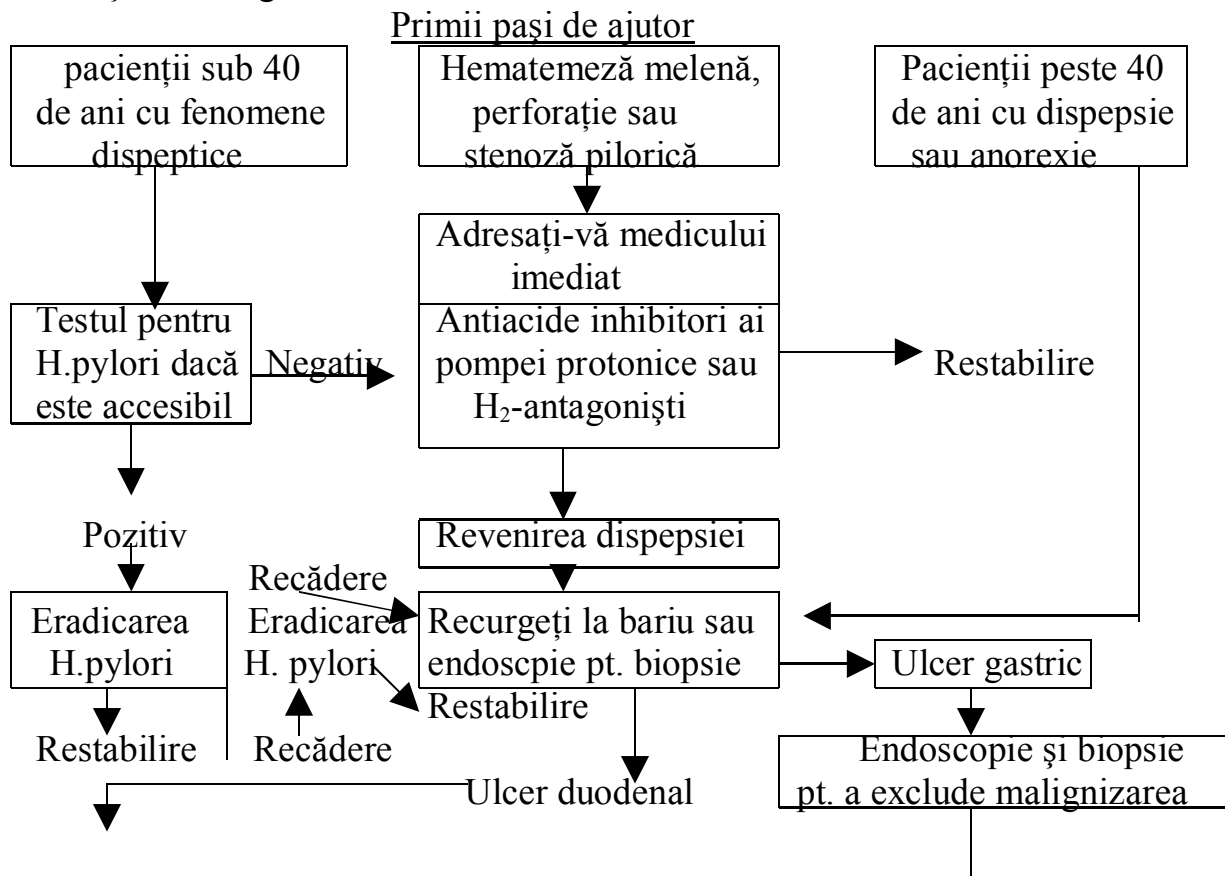 Primii pași de ajutor
pacienții sub 40
de ani cu fenomene
dispeptice
Hematemeză melenă,
perforație sau
stenoză pilorică
Pacienții peste 40
de ani cu dispepsie
sau anorexie
Adresați-vă medicului
imediat
Testul pentru
H.pylori dacă
este accesibil
Negativ
Antiacide inhibitori ai
pompei protonice sau
H₂-antagonişti
Restabilire
Pozitiv
Revenirea dispepsiei
Eradicarea
H.pylori
Recădere
Eradicarea
H. pylori
Recurgeți la bariu sau
endoscpie pt. biopsie
Ulcer gastric
Restabilire
Restabilire
Recădere
Ulcer duodenal
Endoscopie şi biopsie
pt. a exclude malignizarea